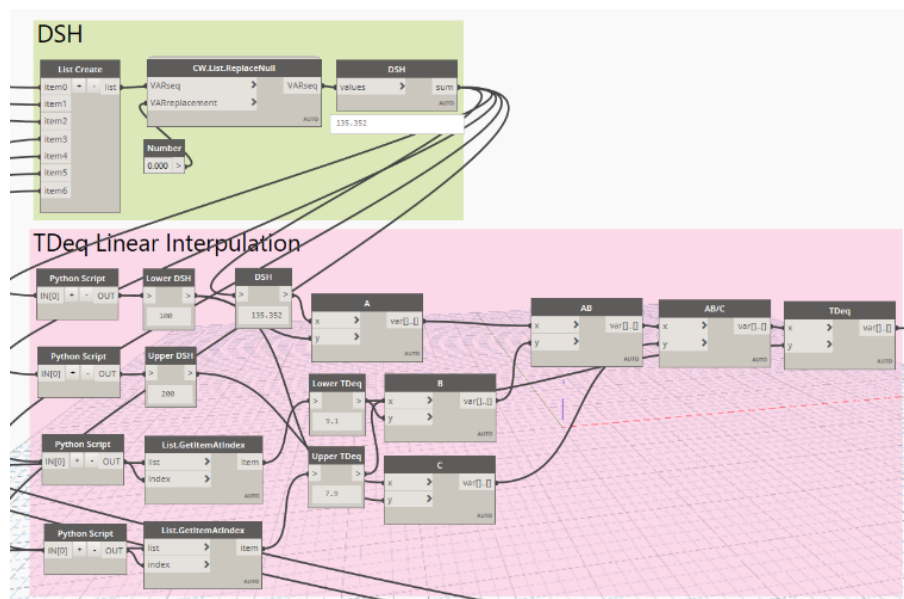 DSH
List Create
CW.List.ReplaceNull
DSH
item0 + - list
VARseq > VARseq
values > sum
item1
VARreplacement >
AUTO
item2
AUTO
135.352
item3
Number
item4
0.000 >
item5
item6
TDeq Linear Interpulation
Python Script
Lower DSH
DSH
IN[0] + - OUT
> >
> >
A
100
135.352
x > var[]..[]
y >
AUTO
AB
x > var[]..[]
y >
AUTO
AB/C
x > var[]..[]
y >
AUTO
TDeq
x > var[]..[]
y >
AUTO
Python Script
Upper DSH
IN[0] + - OUT
> >
200
Lower TDeq
> >
9.1
B
x > var[]..[]
y >
AUTO
Python Script
List.GetItemAtIndex
IN[0] + - OUT
list > item
index >
AUTO
Upper TDeq
> >
7.9
C
x > var[]..[]
y >
AUTO
Python Script
List.GetItemAtIndex
IN[0] + - OUT
list > item
index >
AUTO